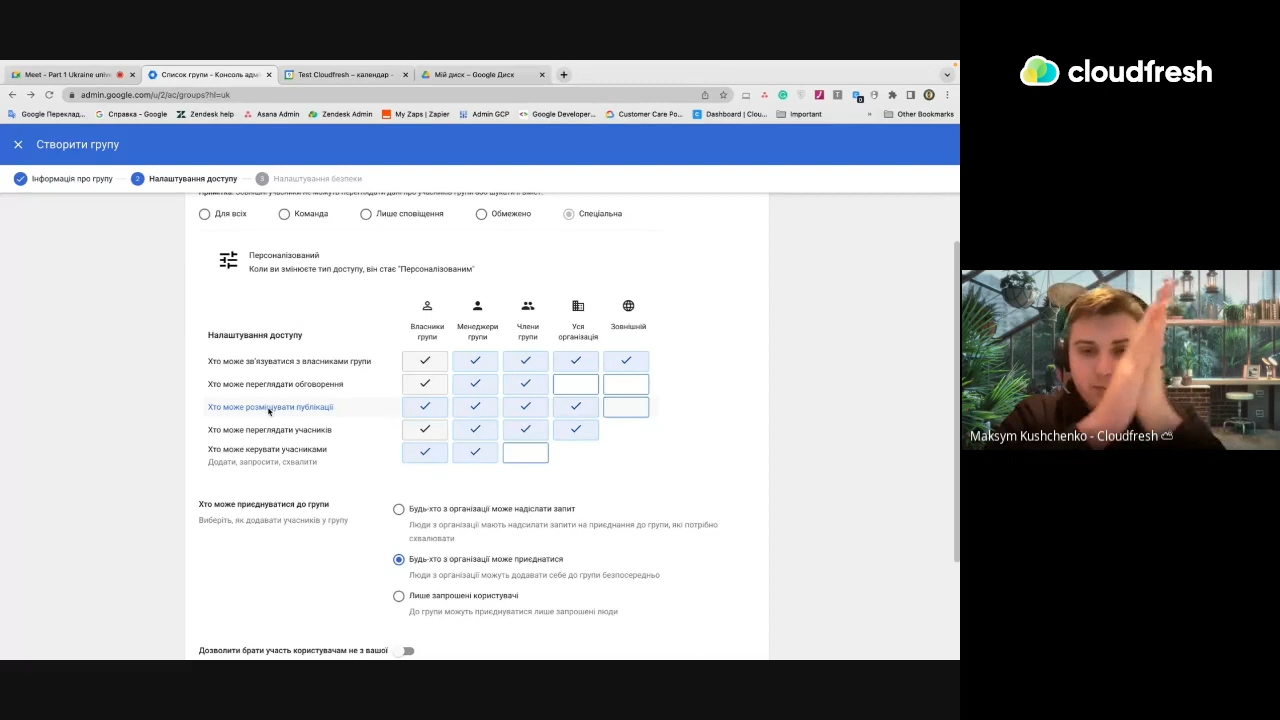 cloudfresh
Meet - Part 1 Ukraine univ
Список групи - Консоль адм
Test Cloudfresh – календар -
Мій диск – Google Диск
admin.google.com/u/2/ac/groups?hl=uk
Google Переклад...
Справка - Google
Zendesk help
Asana Admin
Zendesk Admin
My Zaps | Zapier
Admin GCP
Google Developer...
Customer Care Po...
Dashboard | Clou...
Important
Other Bookmarks
Створити групу
Інформація про групу
2 Налаштування доступу
3 Налаштування безпеки
Для всіх
Команда
Лише сповіщення
Обмежено
Спеціальна
Персоналізований
Коли ви змінюєте тип доступу, він стає "Персоналізованим"
Налаштування доступу
Власники
групи
Менеджери
групи
Члени
групи
Уся
організація
Зовнішній
Хто може зв'язуватися з власниками групи
Хто може переглядати обговорення
Хто може розміщувати публікації
Хто може переглядати учасників
Хто може керувати учасниками
Додати, запросити, схвалити
Хто може приєднуватися до групи
Виберіть, як додавати учасників у групу
Будь-хто з організації може надіслати запит
Люди з організації мають надсилати запити на приєднання до групи, які потрібно
схвалювати
Будь-хто з організації може приєднатися
Люди з організації можуть додавати себе до групи безпосередньо
Лише запрошені користувачі
До групи можуть приєднуватися лише запрошені люди
Дозволити брати участь користувачам не з вашої
Maksym Kushchenko - Cloudfresh